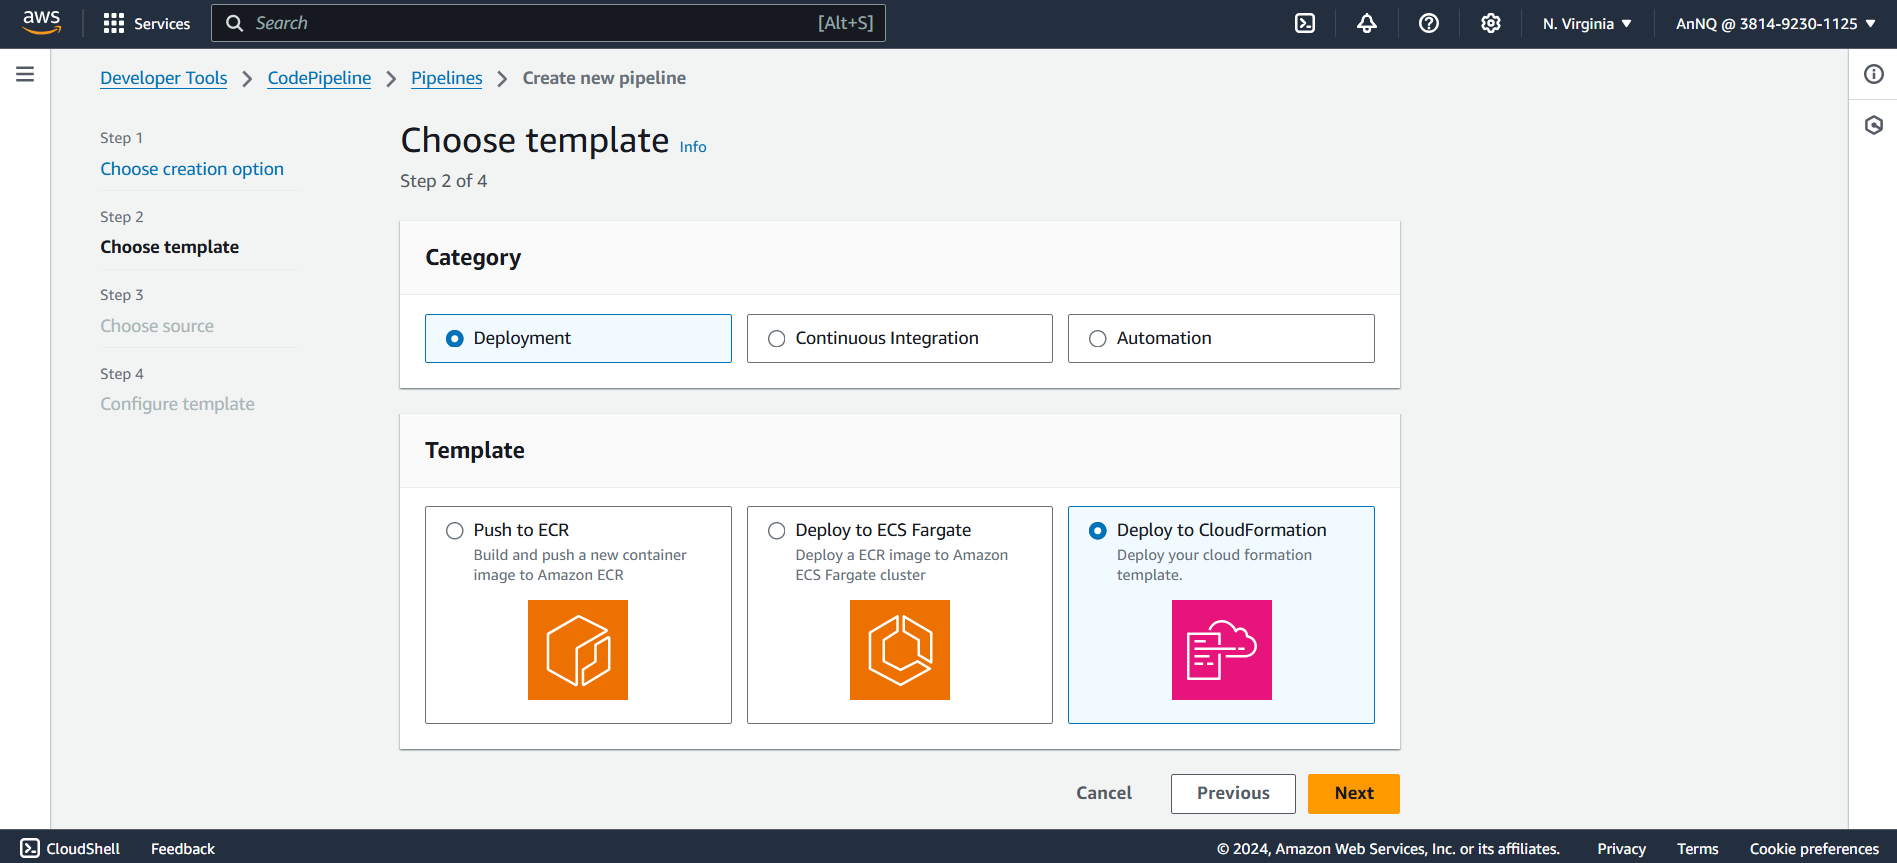 aws Services Search [Alt+S] N. Virginia AnNQ @ 3814-9230-1125
Developer Tools CodePipeline Pipelines Create new pipeline
Step 1
Choose creation option
Step 2
Choose template
Step 3
Choose source
Step 4
Configure template
Choose template Info
Step 2 of 4
Category
Deployment Continuous Integration Automation
Template
Push to ECR
Build and push a new container
image to Amazon ECR
Deploy to ECS Fargate
Deploy a ECR image to Amazon
ECS Fargate cluster
Deploy to CloudFormation
Deploy your cloud formation
template.
Cancel Previous Next
CloudShell Feedback © 2024, Amazon Web Services, Inc. or its affiliates. Privacy Terms Cookie preferences